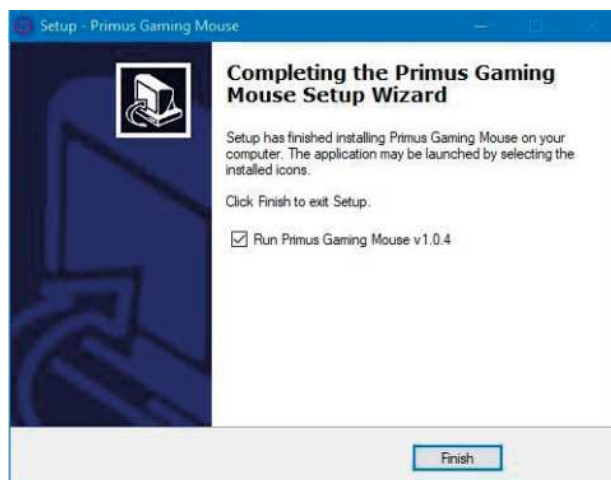 Setup - Primus Gaming Mouse
Completing the Primus Gaming
Mouse Setup Wizard
Setup has finished installing Primus Gaming Mouse on your
computer. The application may be launched by selecting the
installed icons.
Click Finish to exit Setup.
Run Primus Gaming Mouse v1.0.4
Finish